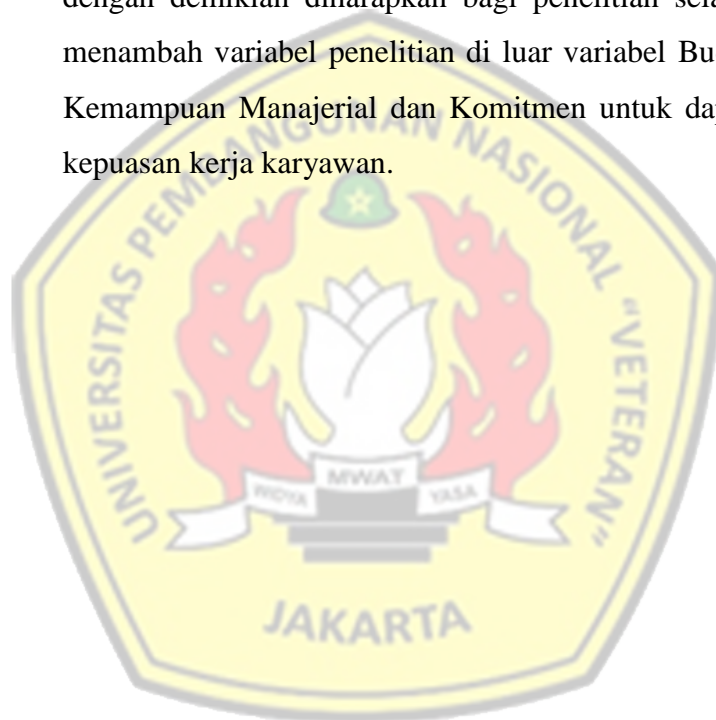 dengan demikian diharapkan bagi penelitian sela
menambah variabel penelitian di luar variabel Bu
Kemampuan Manajerial dan Komitmen untuk dap
kepuasan kerja karyawan.
UNIVERSITAS PEMBANGUNAN NASIONAL "VETERAN"
WIDYA MWAT YASA
JAKARTA